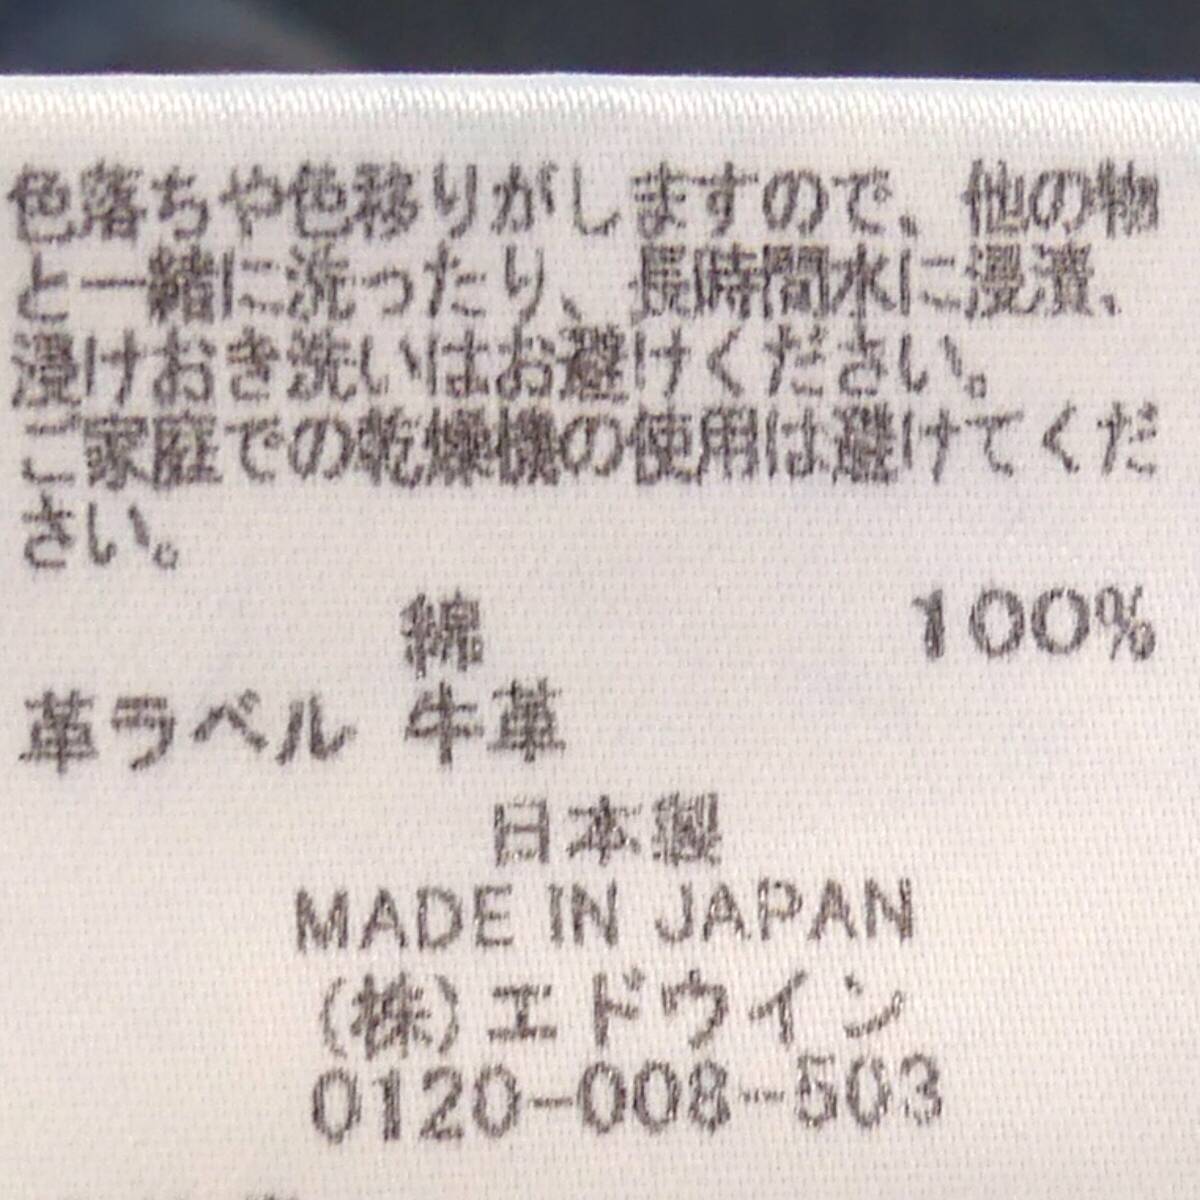 色落ちや色移りがしますので、他の物
と一緒に洗ったり、長時間水に浸漬、
浸けおき洗いはお避けください。
ご家庭での乾燥機の使用は避けてくだ
さい。
綿 100%
革ラベル 牛革
日本製
MADE IN JAPAN
(株)エドウイン
0120-008-503